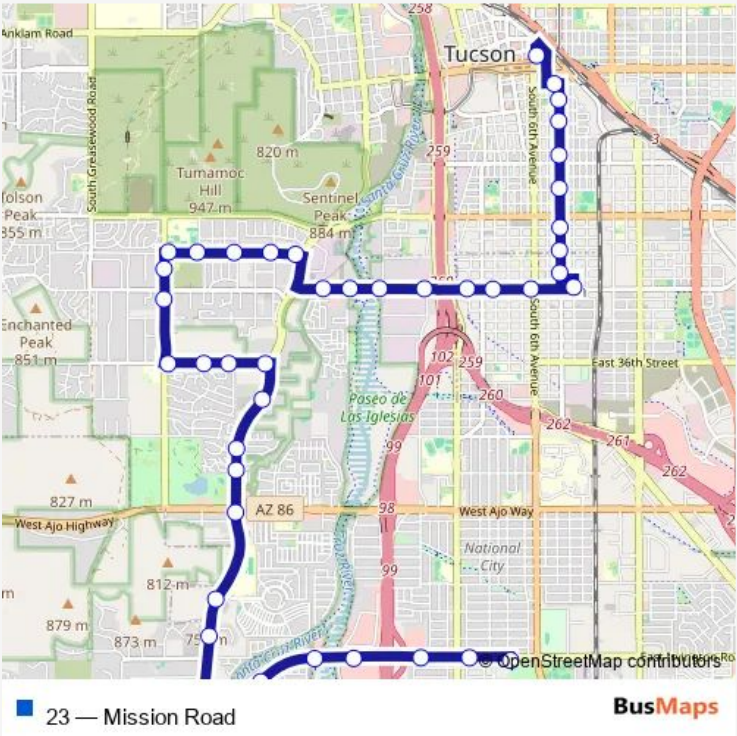 258
Anklam Road
Tucson
South Greasewood Road
South 6th Avenue
3
820 m
259
Santa Cruz River
Tumamoc
Hill
947 m
Sentinel
Peak
884 m
Peak
855 m
Enchanted
Peak
851 m
South 6th Avenue
102
259
East 36th Street
101
260
Paseo de
Las Iglesias
262
261
99
262
827 m
98
AZ 86
West Ajo Way
West Ajo Highway
National
City
812 m
99
879 m
873 m
© OpenStreetMap contributors
23 — Mission Road
BusMaps